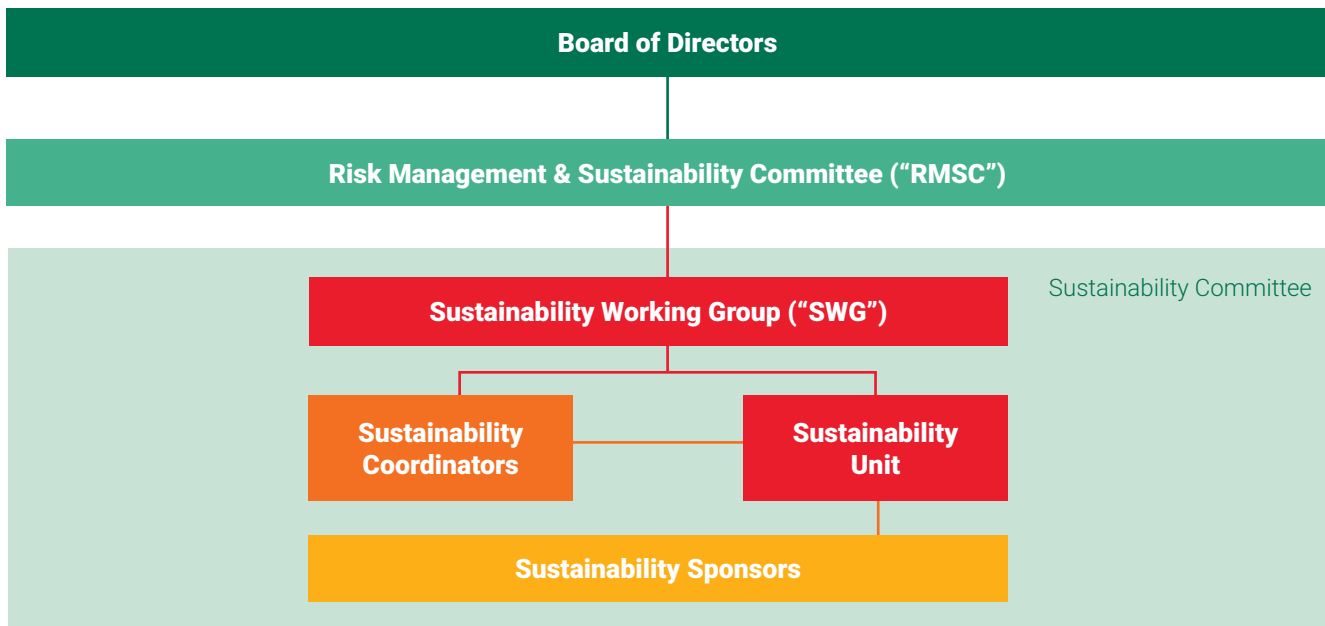 Board of Directors
Risk Management & Sustainability Committee (“RMSC”)
Sustainability Committee
Sustainability Working Group (“SWG”)
Sustainability
Coordinators
Sustainability
Unit
Sustainability Sponsors